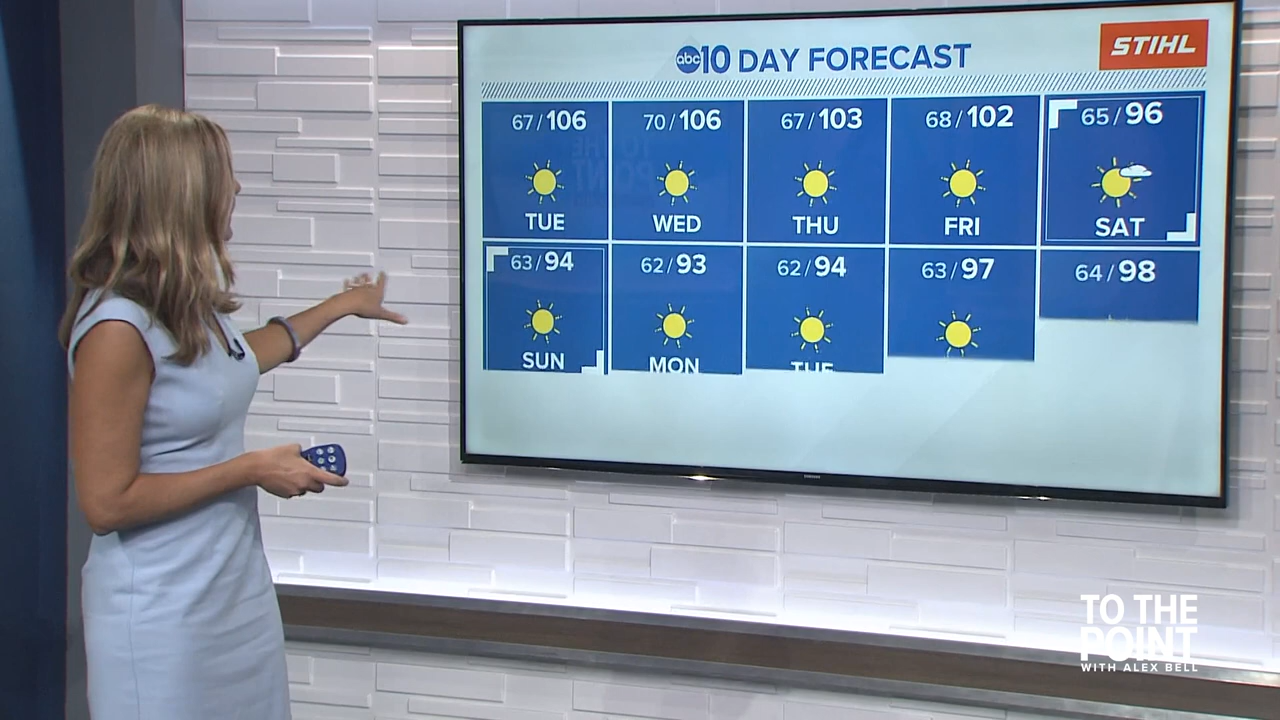 abc10 DAY FORECAST
STIHL
67/106
70/106
67/103
68/102
65/96
TUE
WED
THU
FRI
SAT
63/94
62/93
62/94
63/97
64/98
SUN
MON
TUE
TO THE
POINT
WITH ALEX BELL